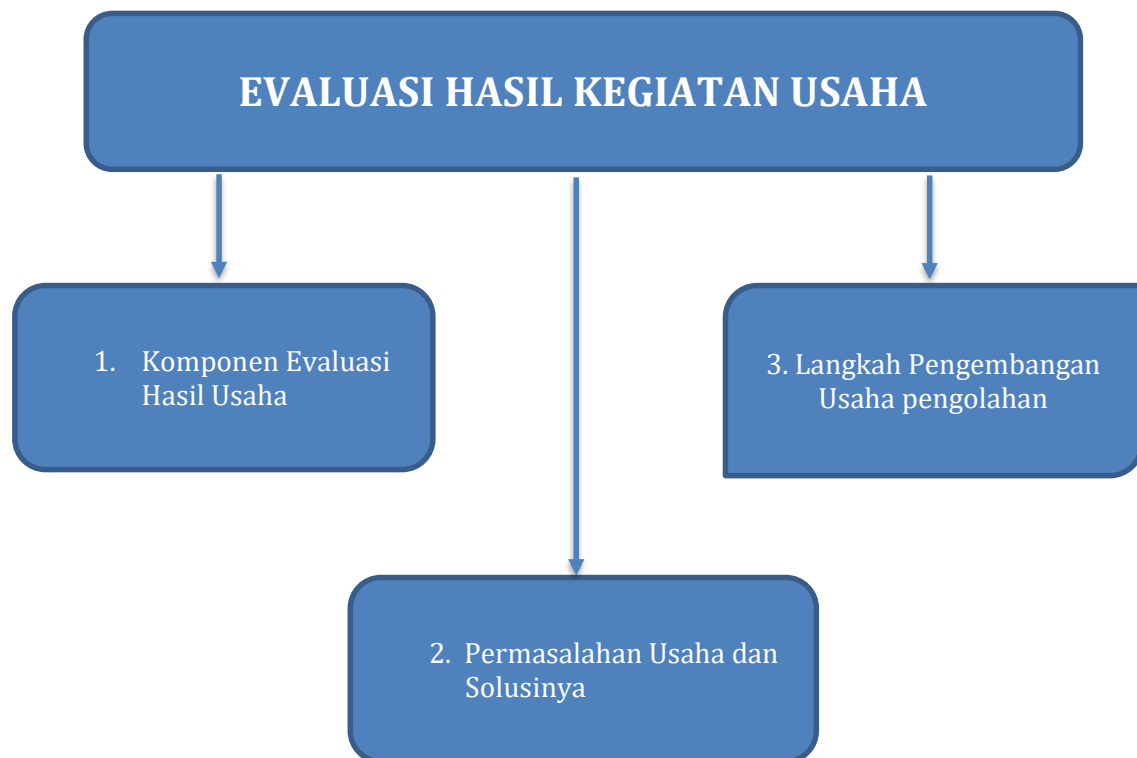 EVALUASI HASIL KEGIATAN USAHA
1. Komponen Evaluasi
Hasil Usaha
2. Permasalahan Usaha dan
Solusinya
3. Langkah Pengembangan
Usaha pengolahan